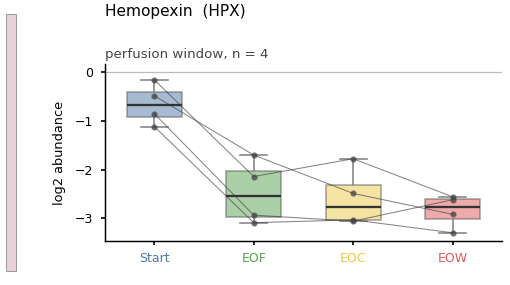 Hemopexin (HPX)
perfusion window, n = 4
log2 abundance
0
−1
−2
−3
Start EOF EOC EOW